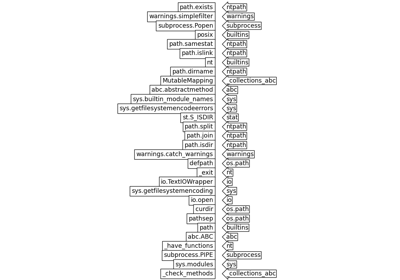 path.exists ntpath
warnings.simplefilter warnings
subprocess.Popen subprocess
posix builtins
path.samestat ntpath
path.islink ntpath
nt builtins
path.dirname ntpath
MutableMapping _collections_abc
abc.abstractmethod abc
sys.builtin_module_names sys
sys.getfilesystemencodeerrors sys
st.S_ISDIR stat
path.split ntpath
path.join ntpath
path.isdir ntpath
warnings.catch_warnings warnings
defpath os.path
_exit nt
io.TextIOWrapper io
sys.getfilesystemencoding sys
io.open io
curdir os.path
pathsep os.path
path builtins
abc.ABC abc
_have_functions nt
subprocess.PIPE subprocess
sys.modules sys
_check_methods _collections_abc